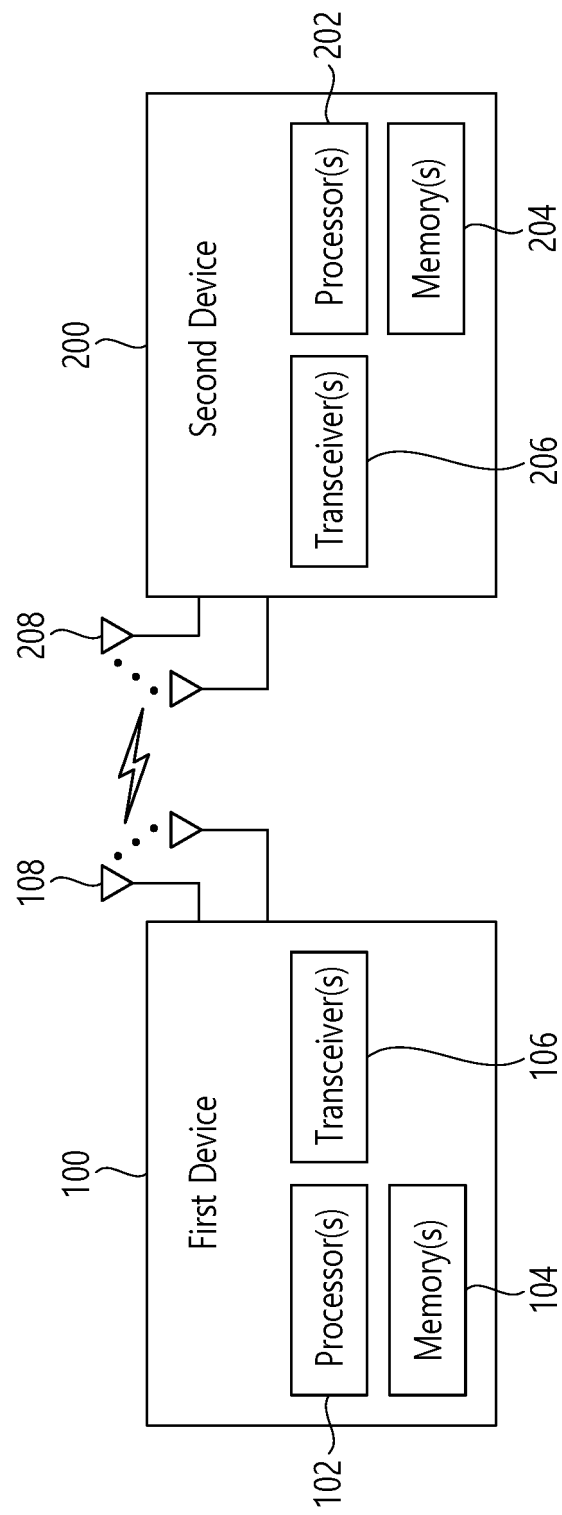 100
First Device
108
208
200
Second Device
102
Processor(s)
Transceiver(s)
Transceiver(s)
Processor(s)
202
Memory(s)
Memory(s)
104
106
206
204